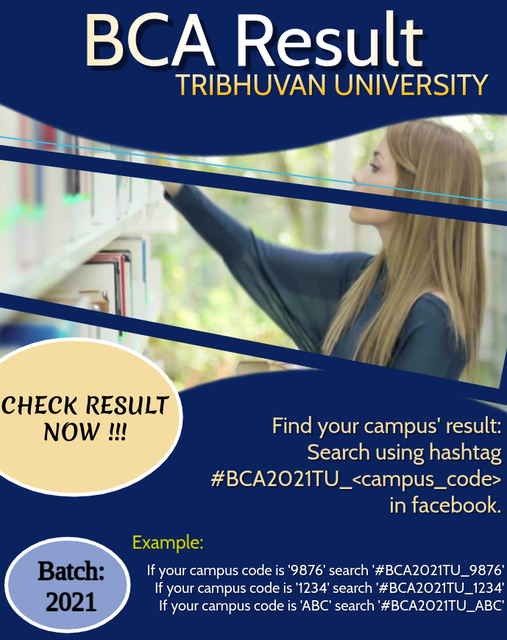 BCA Result
TRIBHUVAN UNIVERSITY
CHECK RESULT
NOW !!!
Find your campus' result:
Search using hashtag
#BCA2021TU_<campus_code>
in facebook.
Example:
If your campus code is '9876' search '#BCA2021TU_9876'
If your campus code is '1234' search '#BCA2021TU_1234'
If your campus code is 'ABC' search '#BCA2021TU_ABC'
Batch:
2021